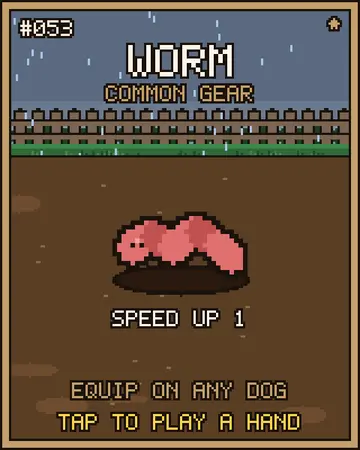 #053
WORM
COMMON GEAR
SPEED UP 1
EQUIP ON ANY DOG
TAP TO PLAY A HAND